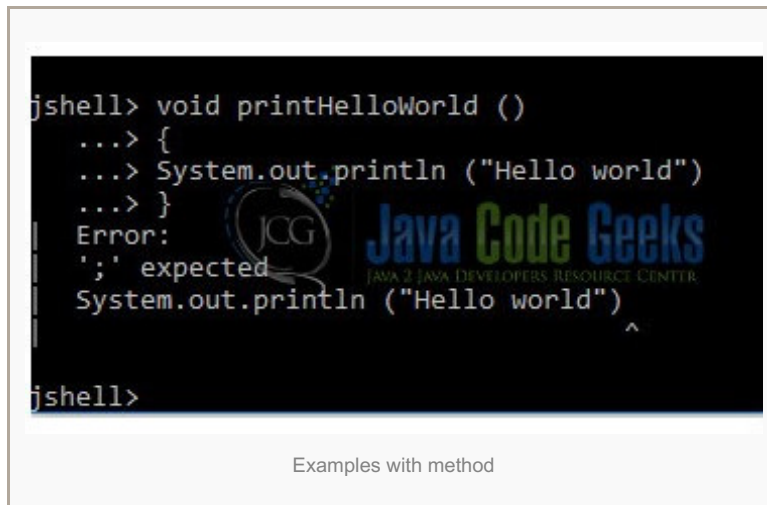 jshell> void printHelloWorld ()
...> {
...> System.out.println ("Hello world")
...> }
| Error:
| ';' expected
| System.out.println ("Hello world")
| ^
jshell>
JCG
Java Code Geeks
JAVA 2 JAVA DEVELOPERS RESOURCE CENTER
Examples with method